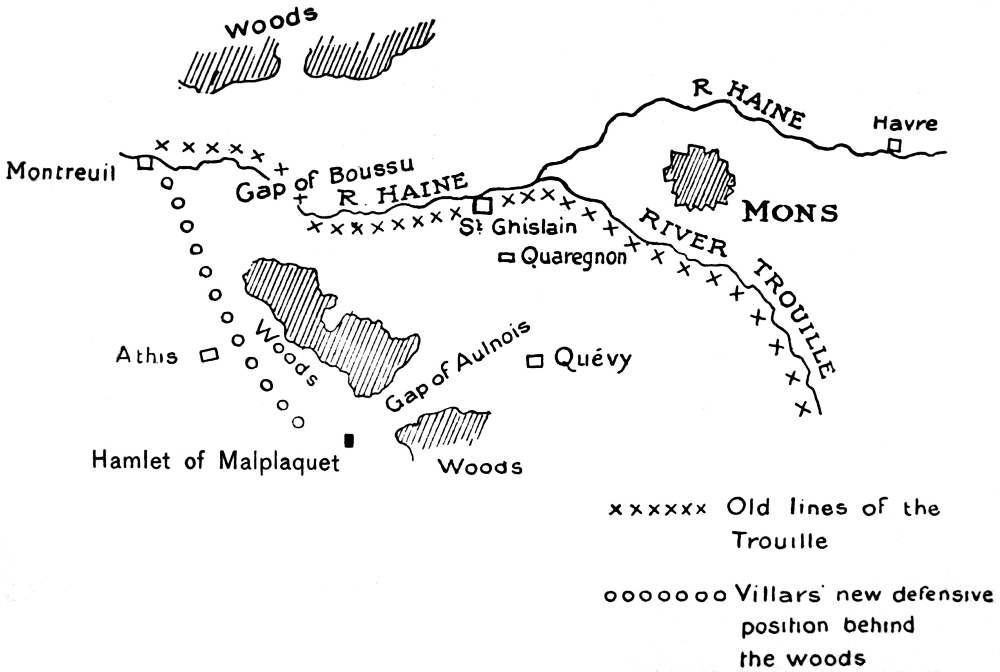 Woods
R HAINE
Havre
Montreuil
Gap of Boussu
R. HAINE
MONS
St Ghislain
RIVER TROUILLE
Quaregnon
Woods
Athis
Gap of Aulnois
Quévy
Hamlet of Malplaquet
Woods
xxxxxx Old lines of the
Trouille
ooooooo Villars' new defensive
position behind
the woods